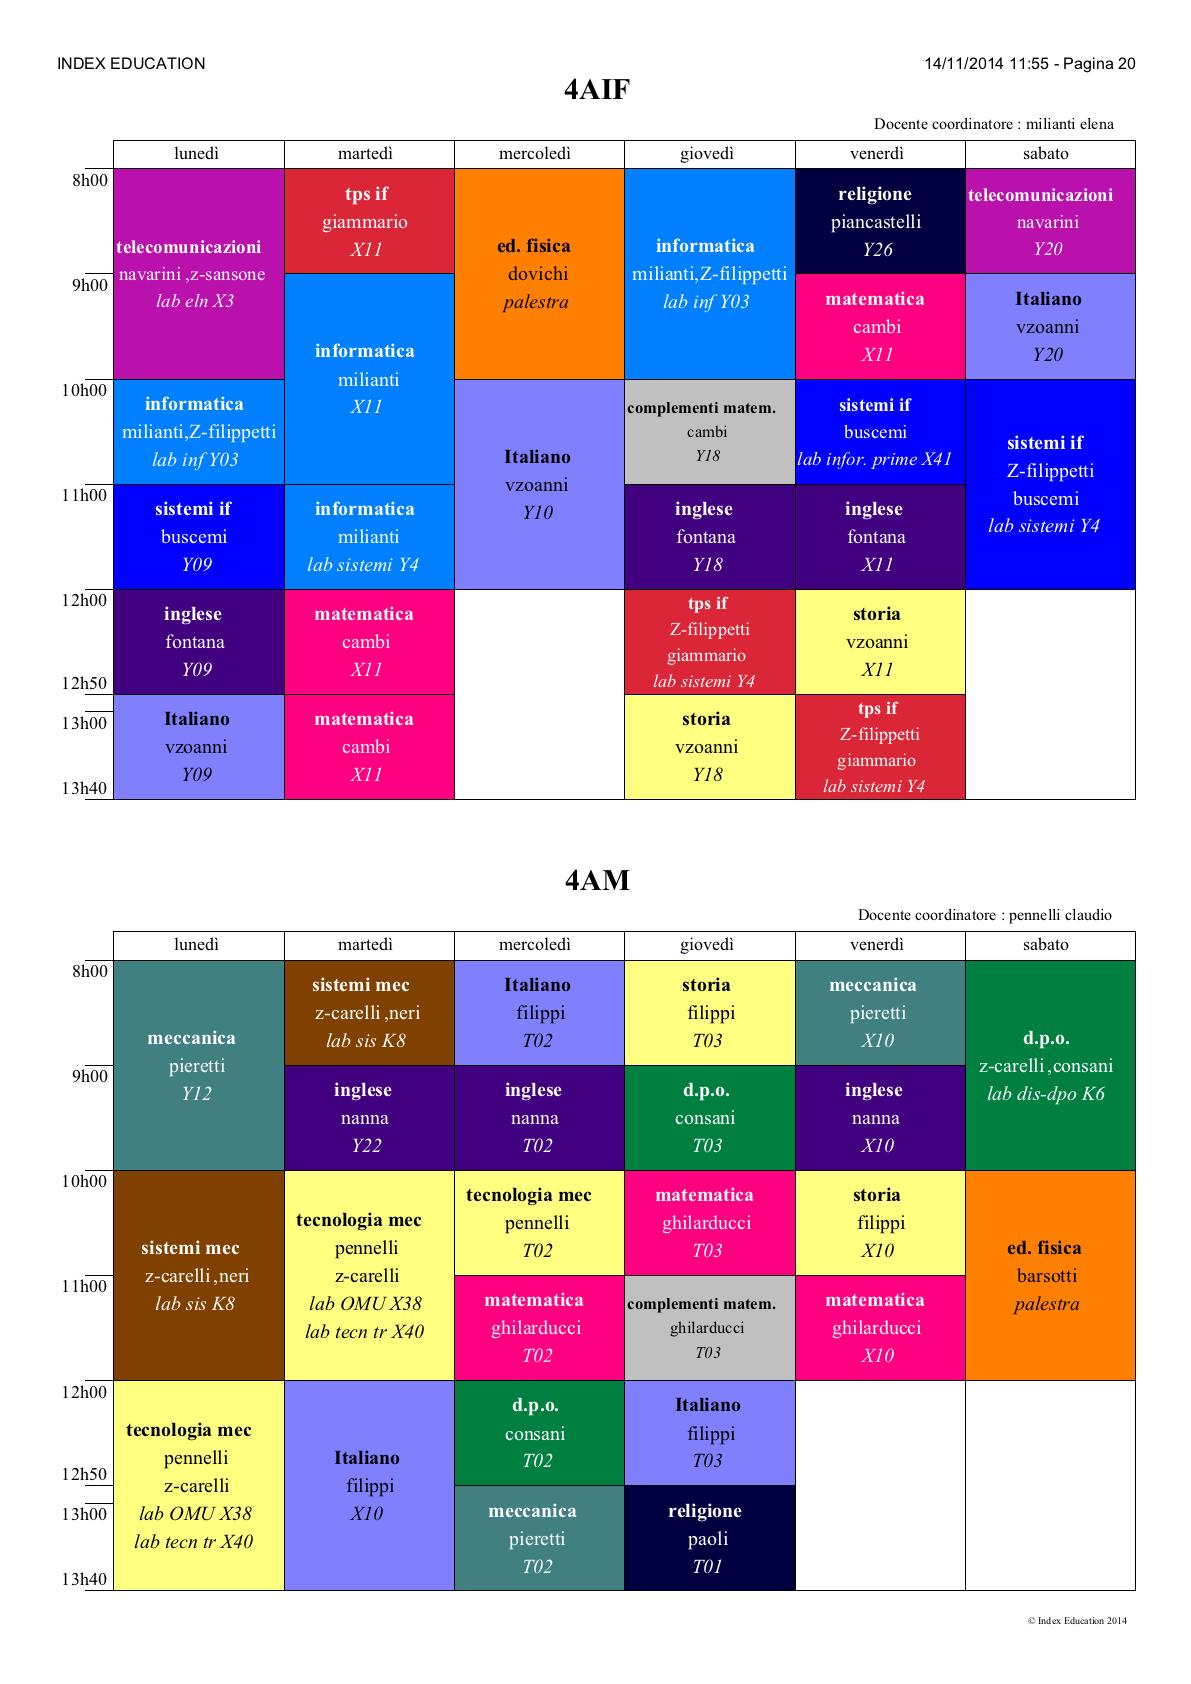 INDEX EDUCATION
14/11/2014 11:55 - Pagina 20
4AIF
Docente coordinatore : milianti elena
lunedì martedì mercoledì giovedì venerdì sabato
8h00
9h00
10h00
11h00
12h00
12h50
13h00
13h40
telecomunicazioni
navarini ,z-sansone
lab eln X3
informatica
milianti,Z-filippetti
lab inf Y03
sistemi if
buscemi
Y09
inglese
fontana
Y09
Italiano
vzoanni
Y09
tps if
giammario
X11
informatica
milianti
X11
informatica
milianti
lab sistemi Y4
matematica
cambi
X11
matematica
cambi
X11
ed. fisica
dovichi
palestra
Italiano
vzoanni
Y10
informatica
milianti,Z-filippetti
lab inf Y03
complementi matem.
cambi
Y18
inglese
fontana
Y18
tps if
Z-filippetti
giammario
lab sistemi Y4
storia
vzoanni
Y18
religione
piancastelli
Y26
matematica
cambi
X11
sistemi if
buscemi
lab infor. prime X41
inglese
fontana
X11
storia
vzoanni
X11
tps if
Z-filippetti
giammario
lab sistemi Y4
telecomunicazioni
navarini
Y20
Italiano
vzoanni
Y20
sistemi if
Z-filippetti
buscemi
lab sistemi Y4
4AM
Docente coordinatore : pennelli claudio
lunedì martedì mercoledì giovedì venerdì sabato
8h00
9h00
10h00
11h00
12h00
12h50
13h00
13h40
meccanica
pieretti
Y12
sistemi mec
z-carelli ,neri
lab sis K8
tecnologia mec
pennelli
z-carelli
lab OMU X38
lab tecn tr X40
sistemi mec
z-carelli ,neri
lab sis K8
inglese
nanna
Y22
tecnologia mec
pennelli
z-carelli
lab OMU X38
lab tecn tr X40
Italiano
filippi
X10
Italiano
filippi
T02
inglese
nanna
T02
tecnologia mec
pennelli
T02
matematica
ghilarducci
T02
d.p.o.
consani
T02
meccanica
pieretti
T02
storia
filippi
T03
d.p.o.
consani
T03
matematica
ghilarducci
T03
complementi matem.
ghilarducci
T03
Italiano
filippi
T03
religione
paoli
T01
meccanica
pieretti
X10
inglese
nanna
X10
storia
filippi
X10
matematica
ghilarducci
X10
d.p.o.
z-carelli ,consani
lab dis-dpo K6
ed. fisica
barsotti
palestra
© Index Education 2014